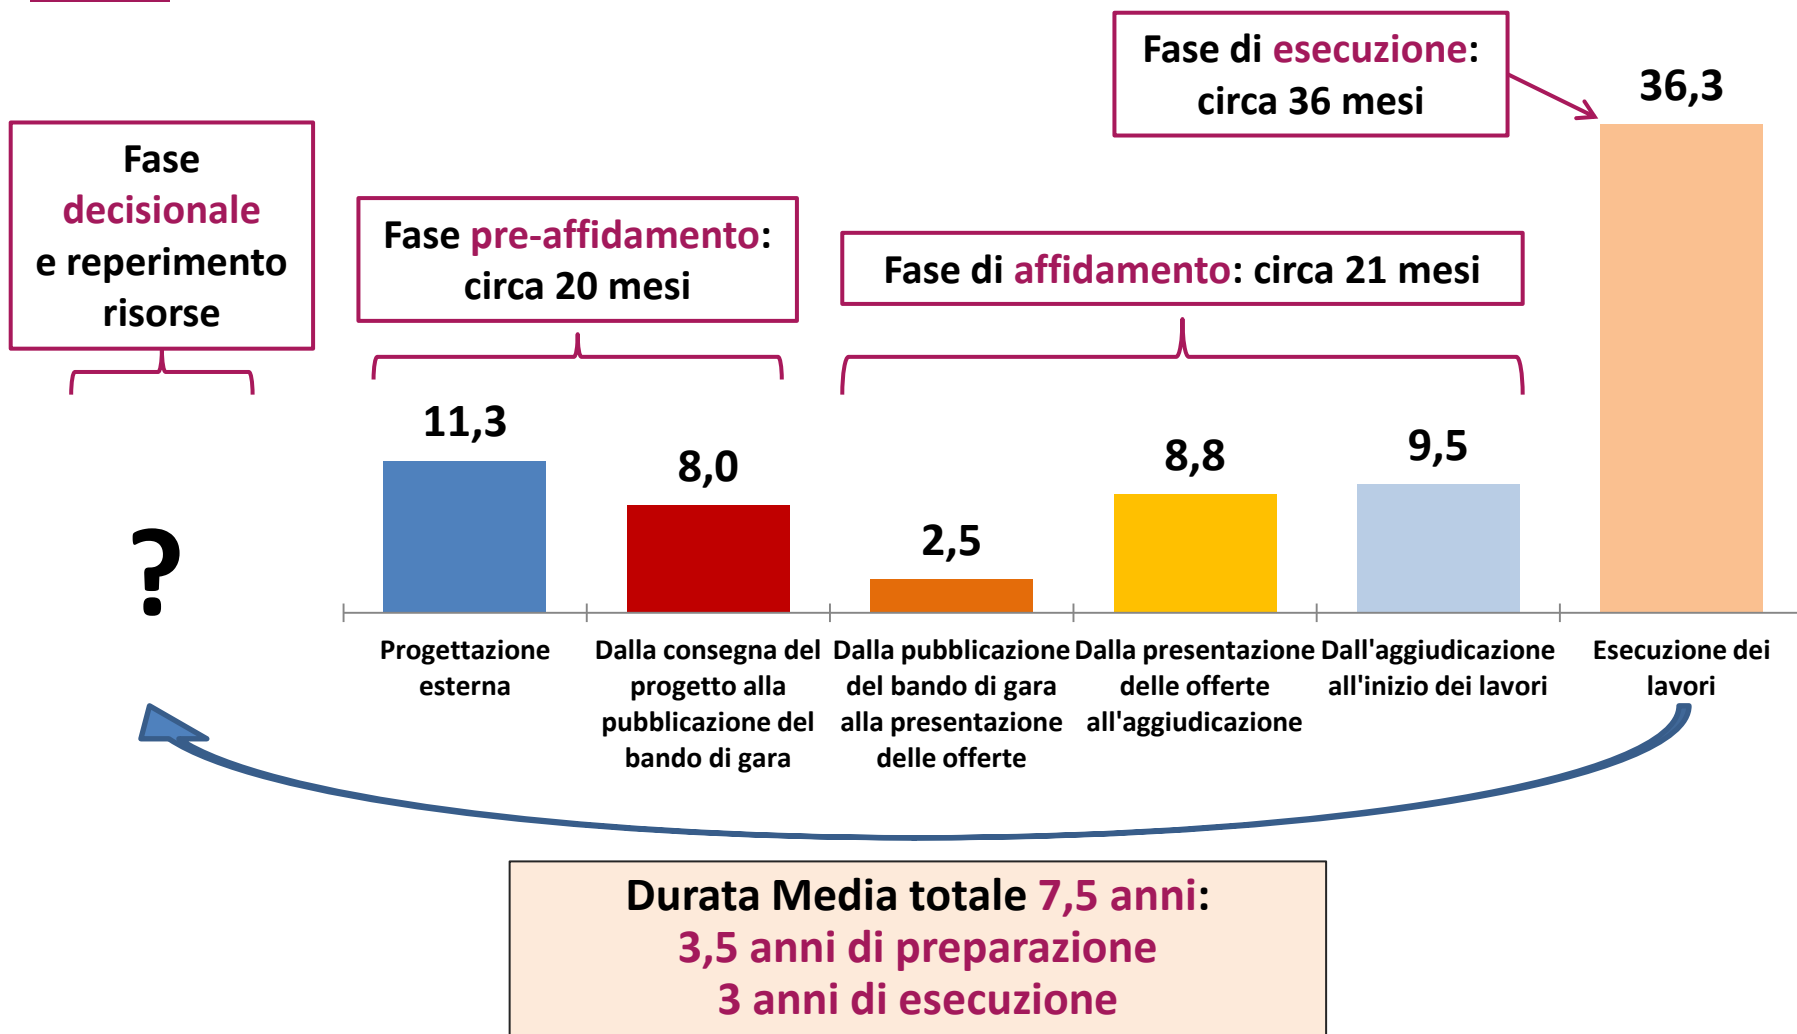 Fase di esecuzione:
circa 36 mesi
36,3
Fase
decisionale
e reperimento
risorse
Fase pre-affidamento:
circa 20 mesi
Fase di affidamento: circa 21 mesi
11,3
8,0
2,5
8,8
9,5
?
Progettazione
esterna
Dalla consegna del
progetto alla
pubblicazione del
bando di gara
Dalla pubblicazione
del bando di gara
alla presentazione
delle offerte
Dalla presentazione
delle offerte
all'aggiudicazione
Dall'aggiudicazione
all'inizio dei lavori
Esecuzione dei
lavori
Durata Media totale 7,5 anni:
3,5 anni di preparazione
3 anni di esecuzione